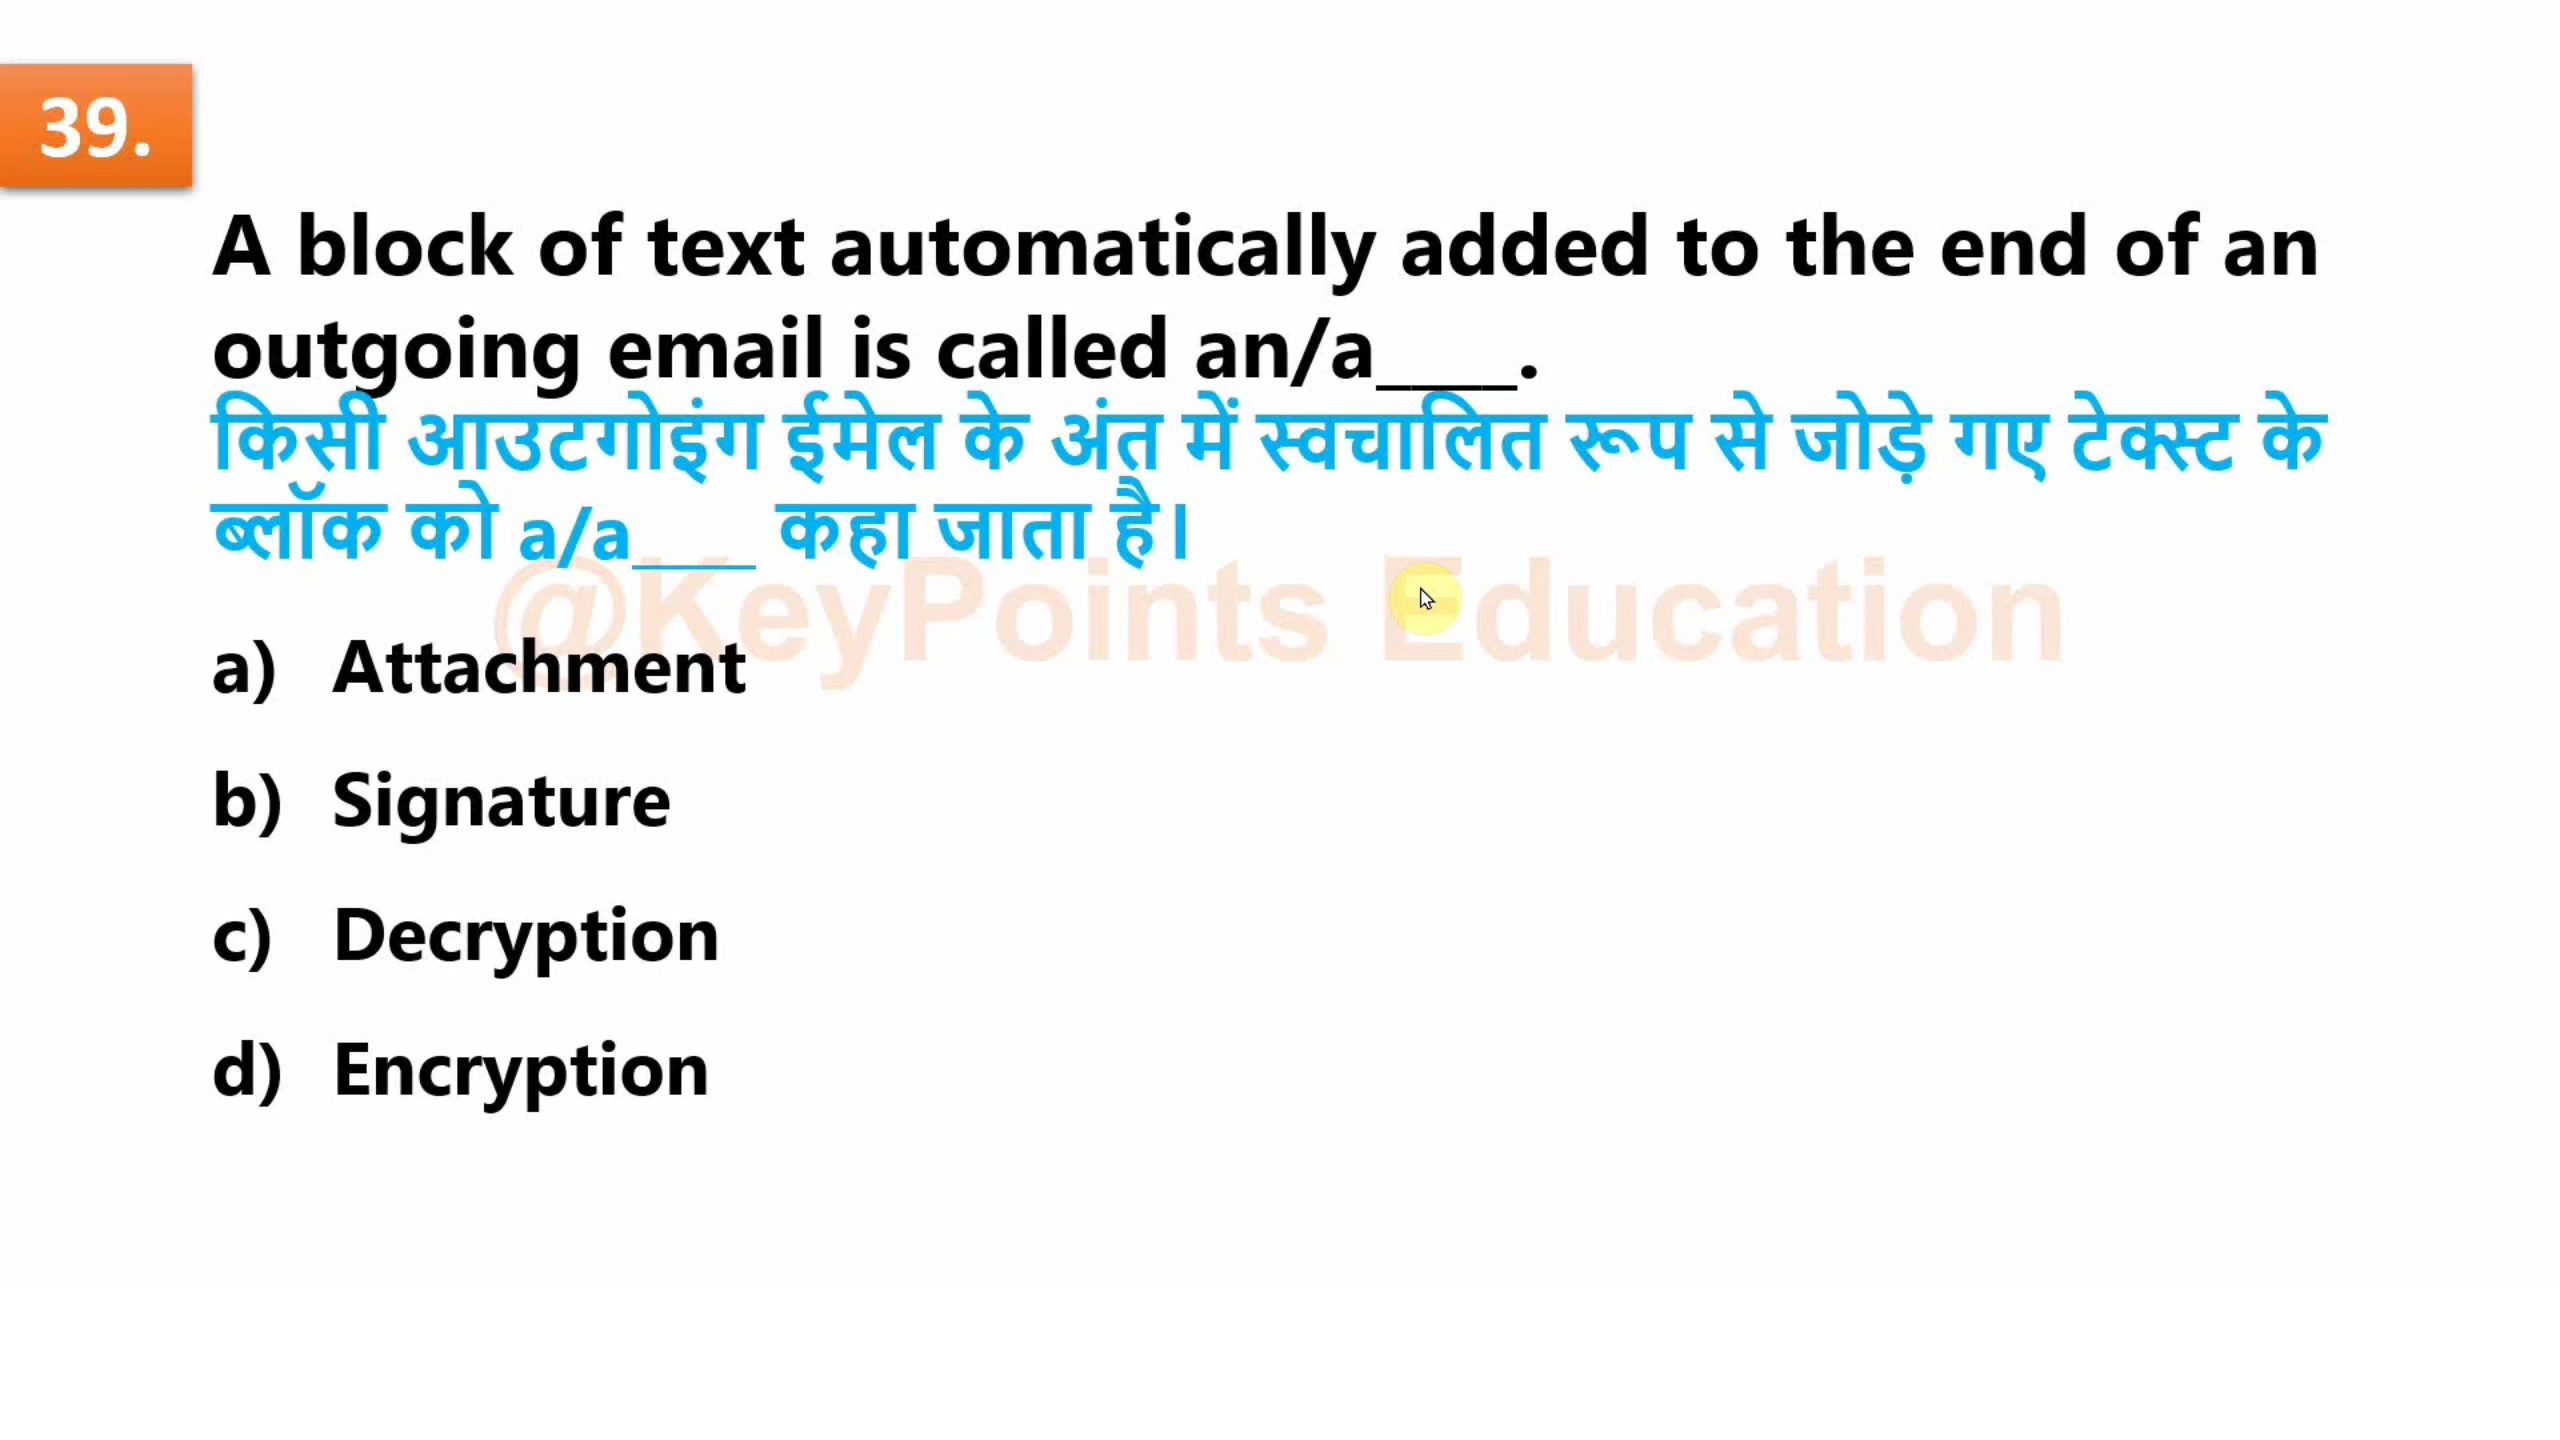 39.
A block of text automatically added to the end of an
outgoing email is called an/a____.
किसी आउटगोइंग ईमेल के अंत में स्वचालित रूप से जोड़े गए टेक्स्ट के
ब्लॉक को a/a____ कहा जाता है।
@KeyPoints Education
a) Attachment
b) Signature
c) Decryption
d) Encryption